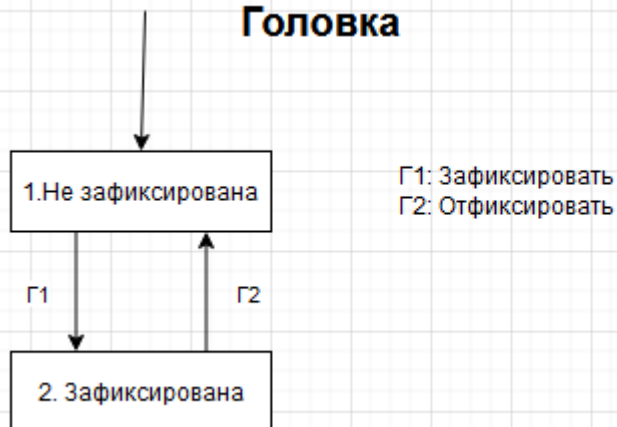 Головка
1.Не зафиксирована
Г1: Зафиксировать
Г2: Отфиксировать
Г1
Г2
2. Зафиксирована